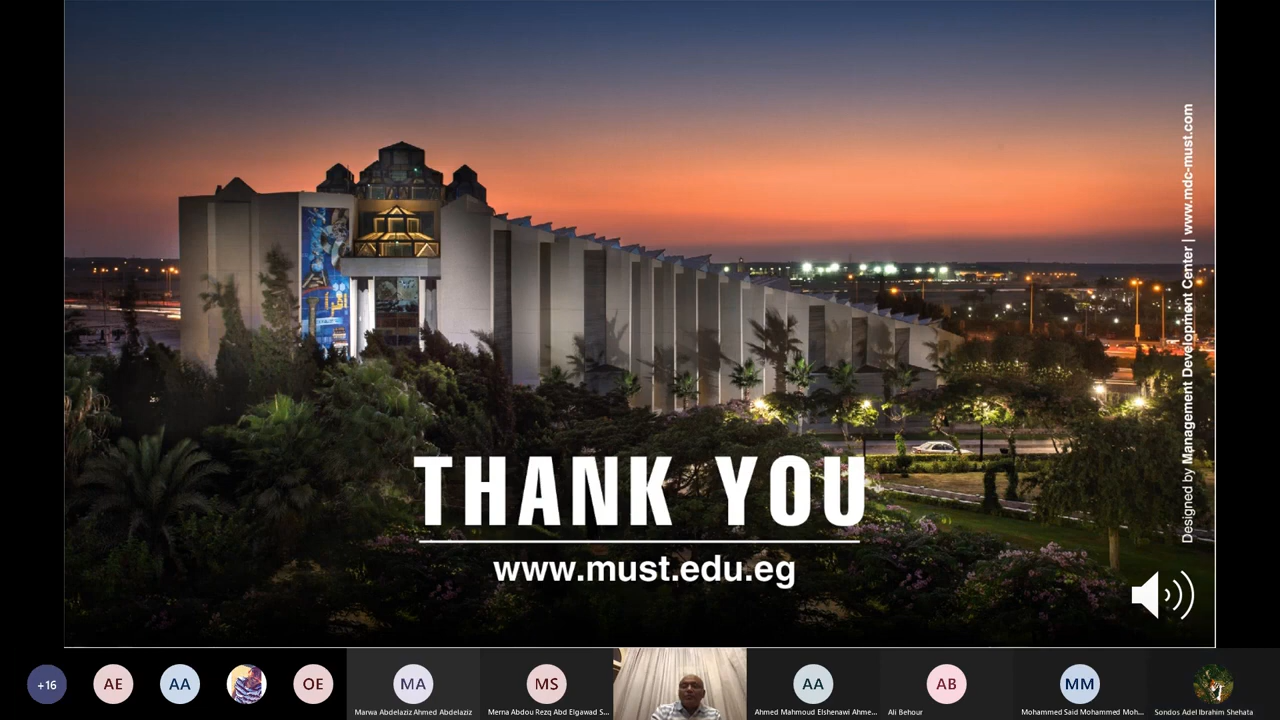 THANK YOU
www.must.edu.eg
Designed by Management Development Center | www.mdc-must.com
+16
AE
AA
OE
MA
Marwa Abdelaziz Ahmed Abdelaziz
MS
Merna Abdou Rezq Abd Elgawad S...
AA
Ahmed Mahmoud Elshenawi Ahme...
AB
Ali Behour
MM
Mohammed Said Mohammed Moh...
Sondos Adel Ibrahim Shehata